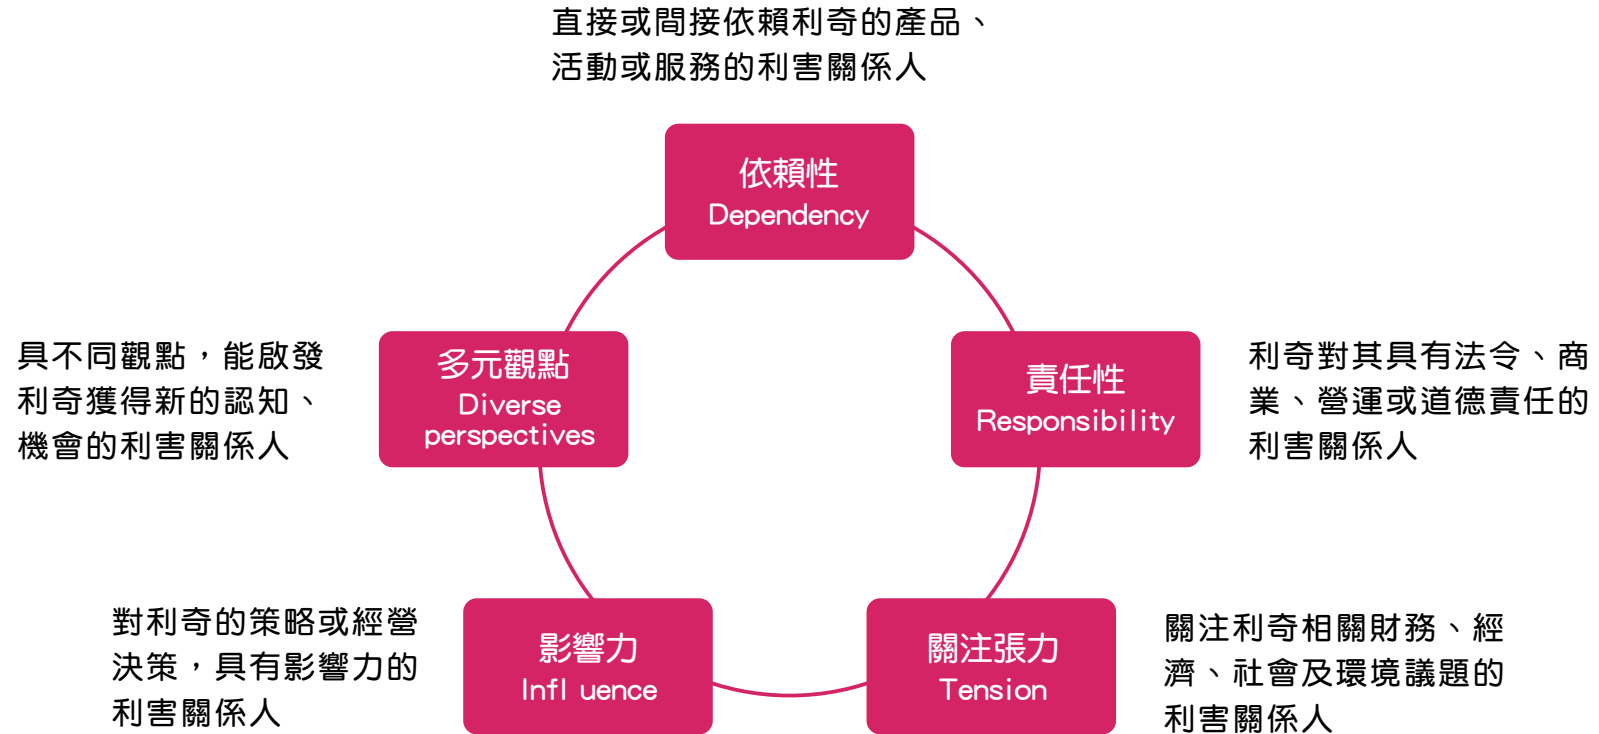 直接或間接依賴利奇的產品、
活動或服務的利害關係人
依賴性
Dependency
責任性
Responsibility
利奇對其具有法令、商
業、營運或道德責任的
利害關係人
關注張力
Tension
關注利奇相關財務、經
濟、社會及環境議題的
利害關係人
影響力
Infl uence
對利奇的策略或經營
決策，具有影響力的
利害關係人
多元觀點
Diverse
perspectives
具不同觀點，能啟發
利奇獲得新的認知、
機會的利害關係人